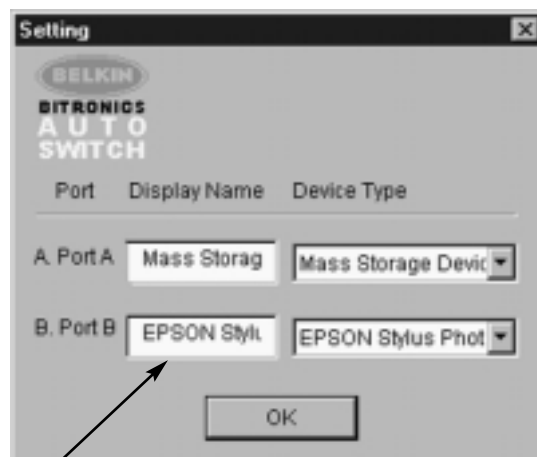 Setting
BELKIN
BITRONICS
AUTO
SWITCH
Port Display Name Device Type
A. Port A Mass Storag Mass Storage Devic
B. Port B EPSON Stylu EPSON Stylus Phot
OK